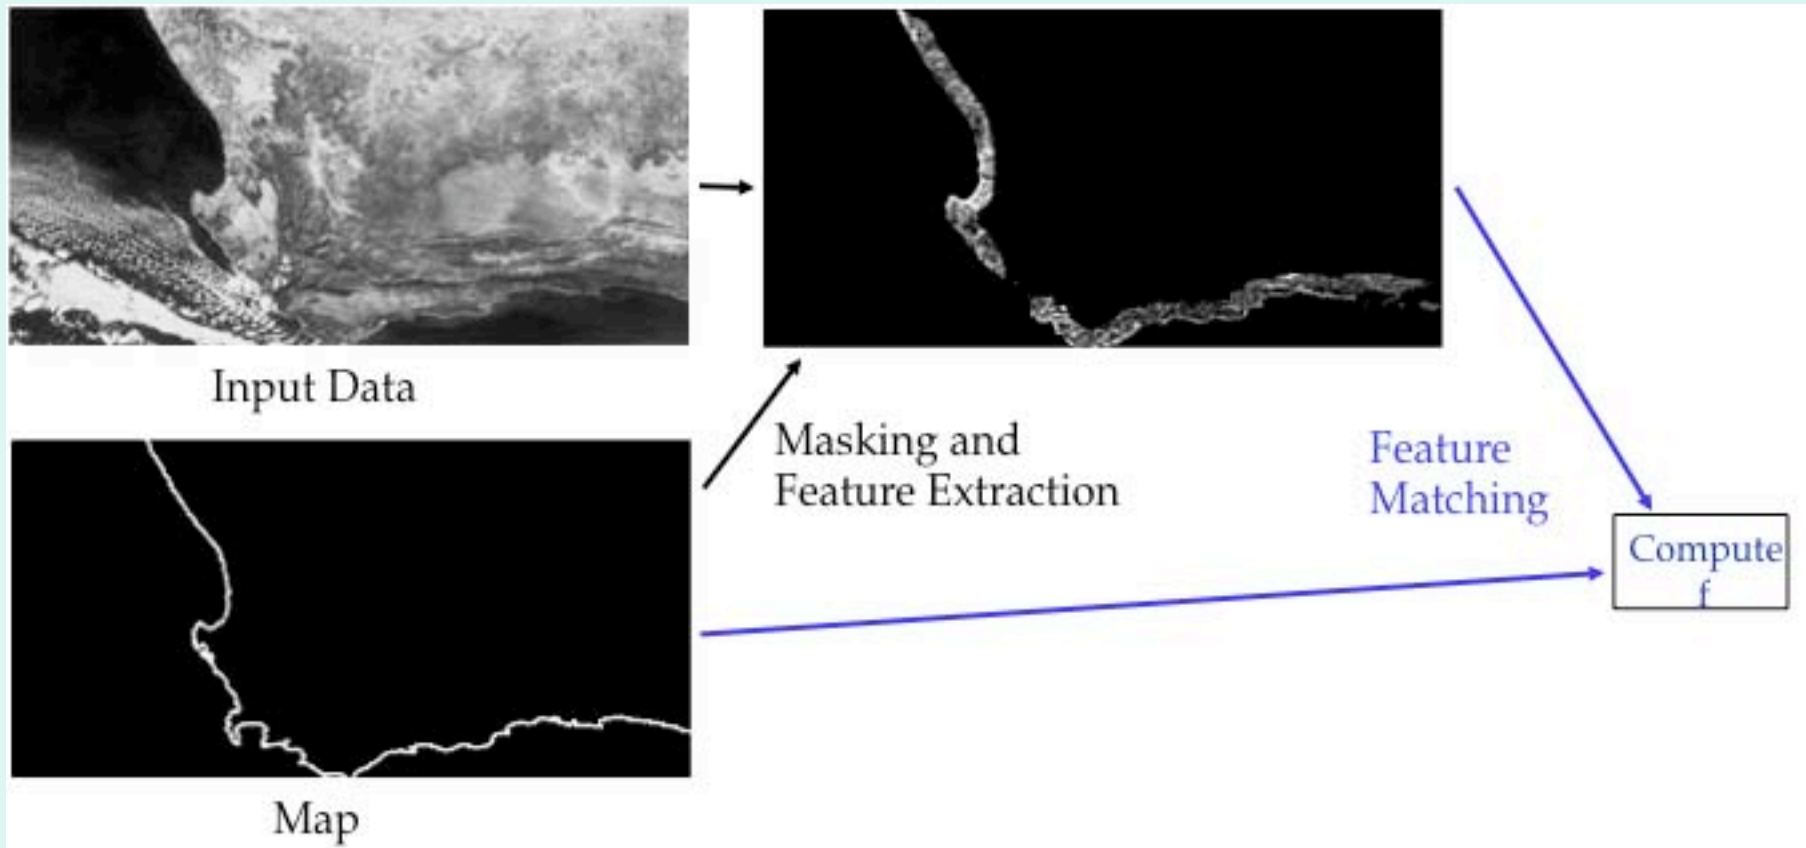 Input Data
Masking and
Feature Extraction
Feature
Matching
Compute
f
Map